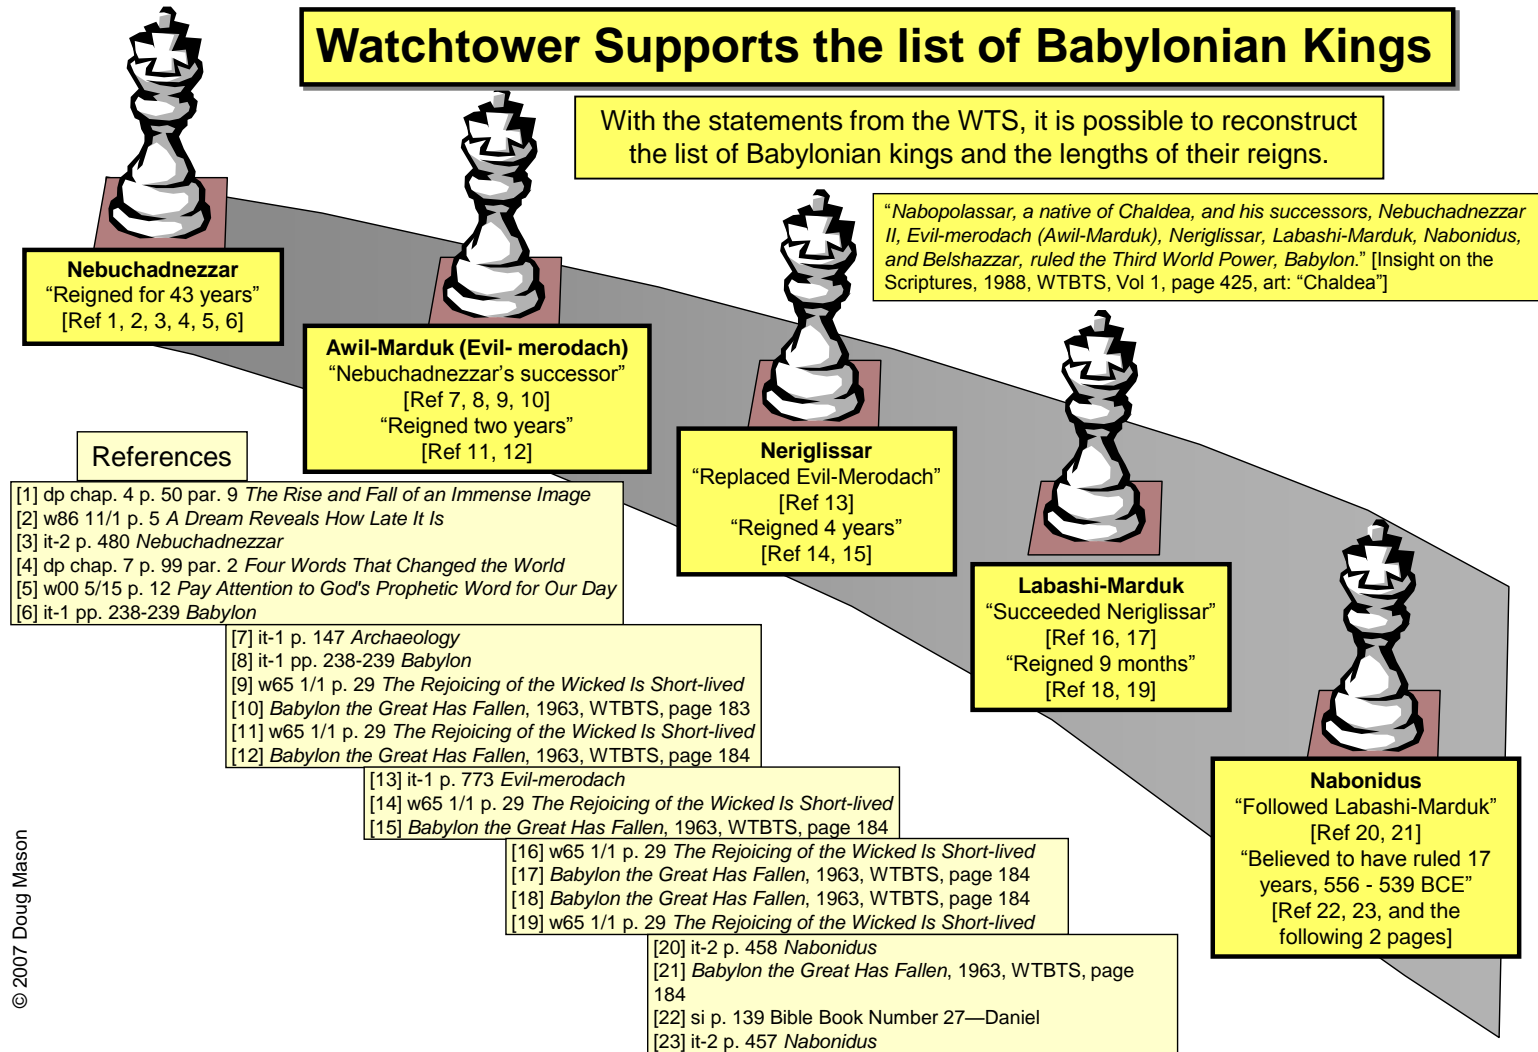 Watchtower Supports the list of Babylonian Kings
With the statements from the WTS, it is possible to reconstruct
the list of Babylonian kings and the lengths of their reigns.
“Nabopolassar, a native of Chaldea, and his successors, Nebuchadnezzar
II, Evil-merodach (Awil-Marduk), Neriglissar, Labashi-Marduk, Nabonidus,
and Belshazzar, ruled the Third World Power, Babylon.” [Insight on the
Scriptures, 1988, WTBTS, Vol 1, page 425, art: “Chaldea”]
Nebuchadnezzar
“Reigned for 43 years”
[Ref 1, 2, 3, 4, 5, 6]
Awil-Marduk (Evil- merodach)
“Nebuchadnezzar’s successor”
[Ref 7, 8, 9, 10]
“Reigned two years”
[Ref 11, 12]
Neriglissar
“Replaced Evil-Merodach”
[Ref 13]
“Reigned 4 years”
[Ref 14, 15]
Labashi-Marduk
“Succeeded Neriglissar”
[Ref 16, 17]
“Reigned 9 months”
[Ref 18, 19]
Nabonidus
“Followed Labashi-Marduk”
[Ref 20, 21]
“Believed to have ruled 17
years, 556 - 539 BCE”
[Ref 22, 23, and the
following 2 pages]
References
[1] dp chap. 4 p. 50 par. 9 The Rise and Fall of an Immense Image
[2] w86 11/1 p. 5 A Dream Reveals How Late It Is
[3] it-2 p. 480 Nebuchadnezzar
[4] dp chap. 7 p. 99 par. 2 Four Words That Changed the World
[5] w00 5/15 p. 12 Pay Attention to God's Prophetic Word for Our Day
[6] it-1 pp. 238-239 Babylon
[7] it-1 p. 147 Archaeology
[8] it-1 pp. 238-239 Babylon
[9] w65 1/1 p. 29 The Rejoicing of the Wicked Is Short-lived
[10] Babylon the Great Has Fallen, 1963, WTBTS, page 183
[11] w65 1/1 p. 29 The Rejoicing of the Wicked Is Short-lived
[12] Babylon the Great Has Fallen, 1963, WTBTS, page 184
[13] it-1 p. 773 Evil-merodach
[14] w65 1/1 p. 29 The Rejoicing of the Wicked Is Short-lived
[15] Babylon the Great Has Fallen, 1963, WTBTS, page 184
[16] w65 1/1 p. 29 The Rejoicing of the Wicked Is Short-lived
[17] Babylon the Great Has Fallen, 1963, WTBTS, page 184
[18] Babylon the Great Has Fallen, 1963, WTBTS, page 184
[19] w65 1/1 p. 29 The Rejoicing of the Wicked Is Short-lived
[20] it-2 p. 458 Nabonidus
[21] Babylon the Great Has Fallen, 1963, WTBTS, page
184
[22] si p. 139 Bible Book Number 27—Daniel
[23] it-2 p. 457 Nabonidus
© 2007 Doug Mason